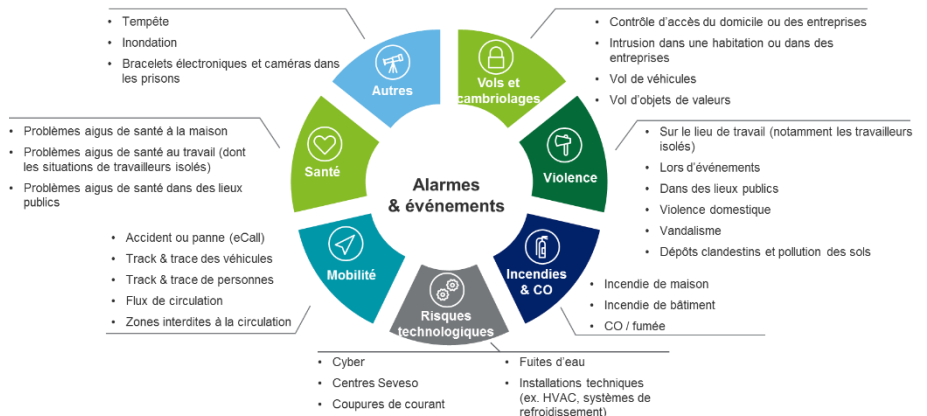 • Tempête
• Inondation
• Bracelets électroniques et caméras dans
les prisons
Autres
• Contrôle d'accès du domicile ou des entreprises
• Intrusion dans une habitation ou dans des
entreprises
• Vol de véhicules
• Vol d'objets de valeurs
Vols et
cambriolages
• Problèmes aigus de santé à la maison
• Problèmes aigus de santé au travail (dont
les situations de travailleurs isolés)
• Problèmes aigus de santé dans des lieux
publics
Santé
Alarmes
& événements
Violence
• Sur le lieu de travail (notamment les travailleurs
isolés)
• Lors d'événements
• Dans des lieux publics
• Violence domestique
• Vandalisme
• Dépôts clandestins et pollution des sols
• Accident ou panne (eCall)
• Track & trace des véhicules
• Track & trace de personnes
• Flux de circulation
• Zones interdites à la circulation
Mobilité
Risques
technologiques
Incendies
& CO
• Incendie de maison
• Incendie de bâtiment
• CO / fumée
• Cyber
• Centres Seveso
• Coupures de courant
• Fuites d'eau
• Installations techniques
(ex. HVAC, systèmes de
refroidissement)